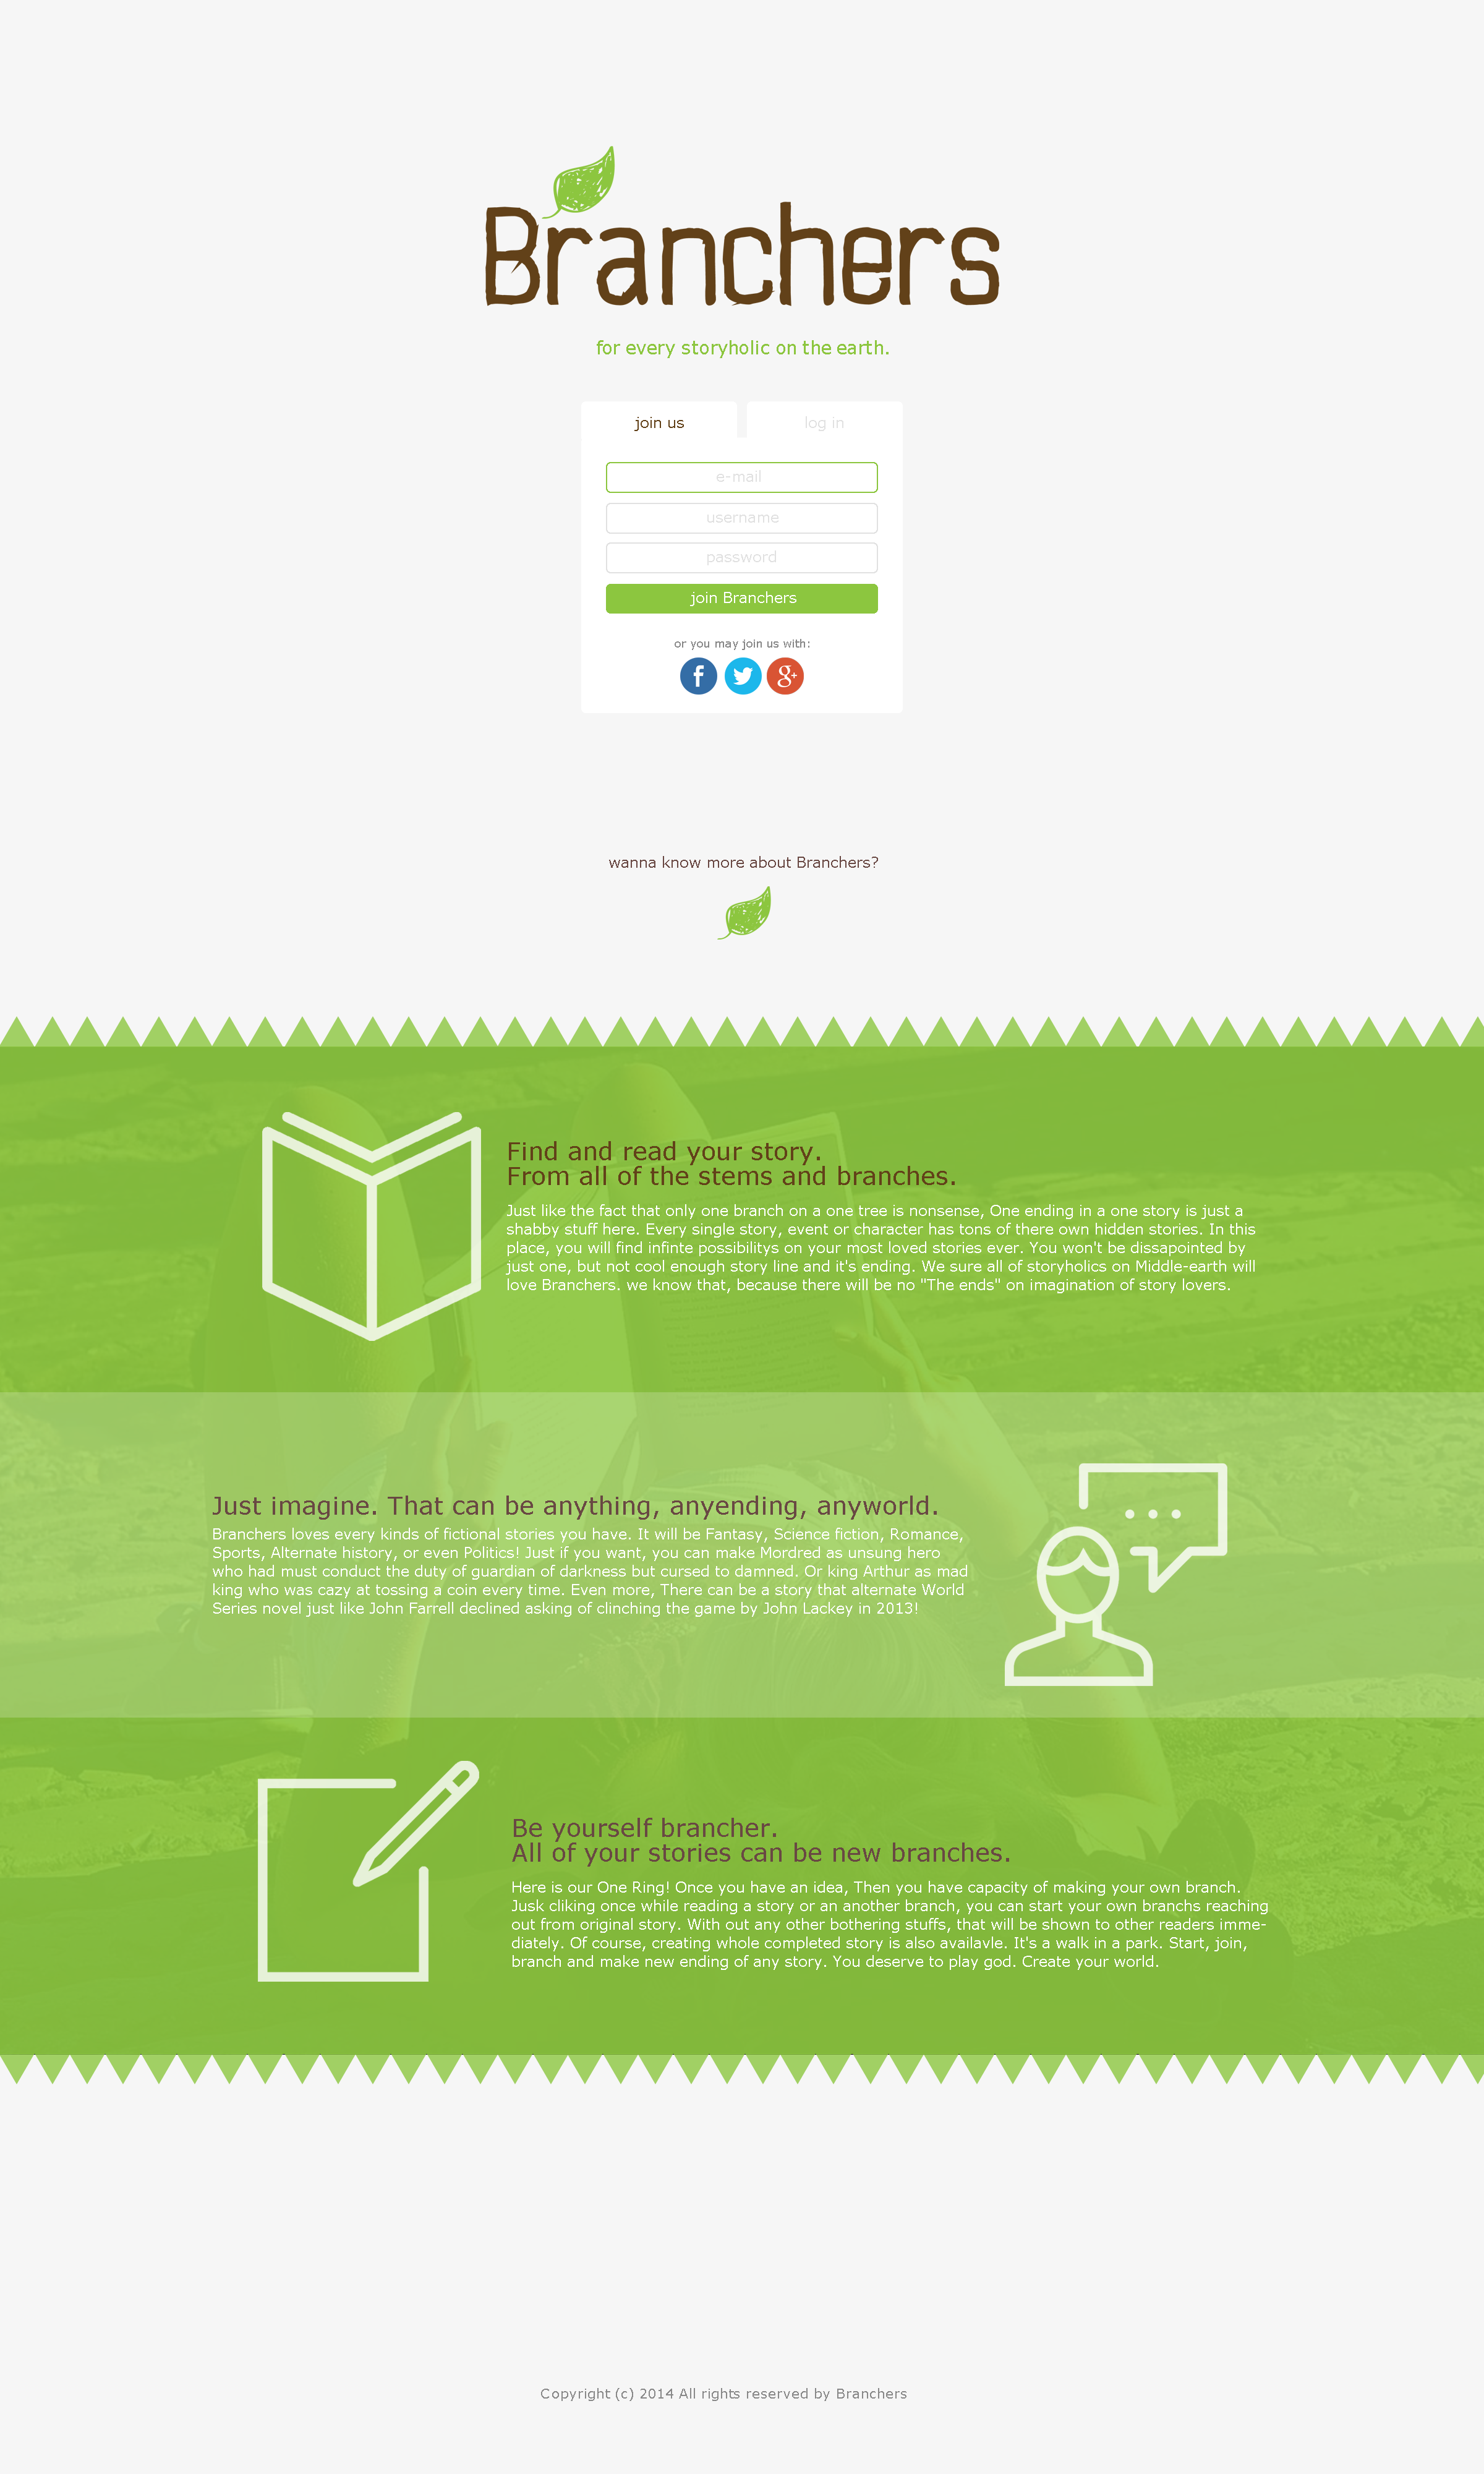 Branchers
for every storyholic on the earth.
join us
log in
e-mail
username
password
join Branchers
or you may join us with:
f
g+
wanna know more about Branchers?
Find and read your story.
From all of the stems and branches.
Just like the fact that only one branch on a one tree is nonsense, One ending in a one story is just a
shabby stuff here. Every single story, event or character has tons of there own hidden stories. In this
place, you will find infinte possibilitys on your most loved stories ever. You won't be dissapointed by
just one, but not cool enough story line and it's ending. We sure all of storyholics on Middle-earth will
love Branchers. we know that, because there will be no "The ends" on imagination of story lovers.
Just imagine. That can be anything, anyending, anyworld.
Branchers loves every kinds of fictional stories you have. It will be Fantasy, Science fiction, Romance,
Sports, Alternate history, or even Politics! Just if you want, you can make Mordred as unsung hero
who had must conduct the duty of guardian of darkness but cursed to damned. Or king Arthur as mad
king who was cazy at tossing a coin every time. Even more, There can be a story that alternate World
Series novel just like John Farrell declined asking of clinching the game by John Lackey in 2013!
Be yourself brancher.
All of your stories can be new branches.
Here is our One Ring! Once you have an idea, Then you have capacity of making your own branch.
Jusk cliking once while reading a story or an another branch, you can start your own branchs reaching
out from original story. With out any other bothering stuffs, that will be shown to other readers imme-
diately. Of course, creating whole completed story is also availavle. It's a walk in a park. Start, join,
branch and make new ending of any story. You deserve to play god. Create your world.
Copyright (c) 2014 All rights reserved by Branchers